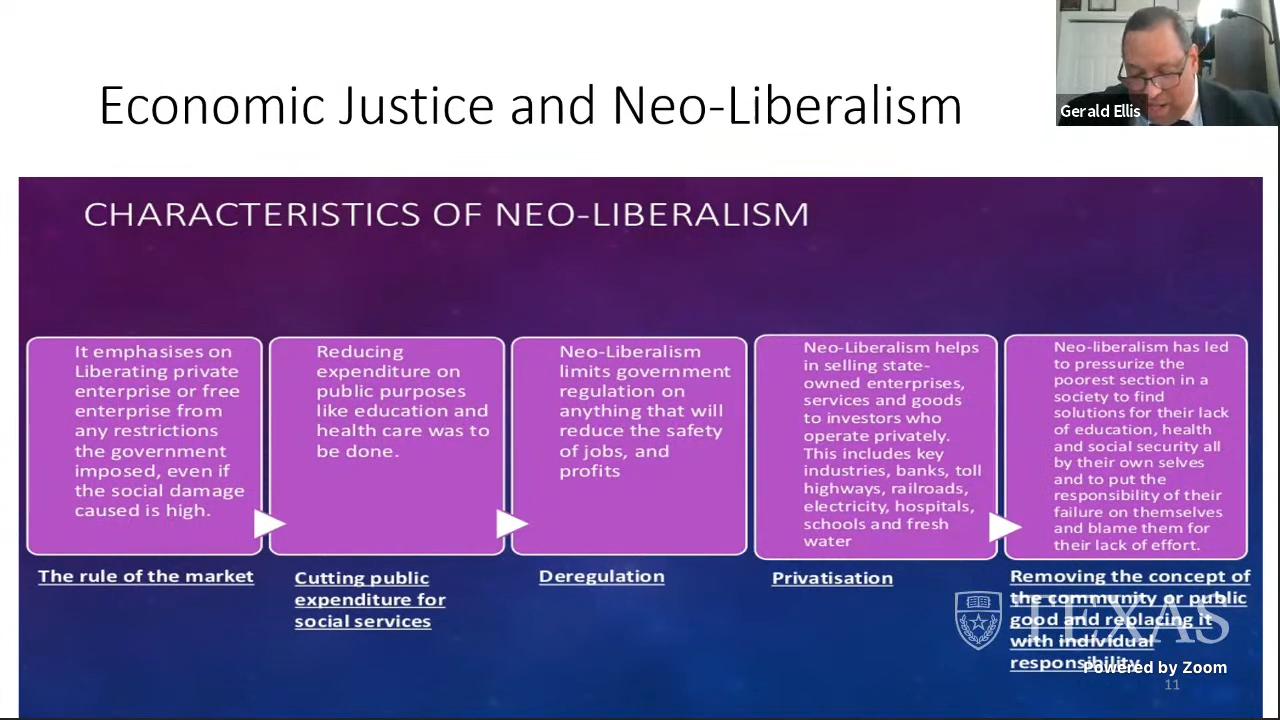 Economic Justice and Neo-Liberalism
Gerald Ellis
CHARACTERISTICS OF NEO-LIBERALISM
It emphasises on
Liberating private
enterprise or free
enterprise from
any restrictions
the government
imposed, even if
the social damage
caused is high.
The rule of the market
Reducing
expenditure on
public purposes
like education and
health care was to
be done.
Cutting public
expenditure for
social services
Neo-Liberalism
limits government
regulation on
anything that will
reduce the safety
of jobs, and
profits
Deregulation
Neo-Liberalism helps
in selling state-
owned enterprises,
services and goods
to investors who
operate privately.
This includes key
industries, banks, toll
highways, railroads,
electricity, hospitals,
schools and fresh
water
Privatisation
Neo-liberalism has led
to pressurize the
poorest section in a
society to find
solutions for their lack
of education, health
and social security all
by their own selves
and to put the
responsibility of their
failure on themselves
and blame them for
their lack of effort.
Removing the concept of
the community or public
good and replacing it
with individual
responsibility
TEXAS
Powered by Zoom
11